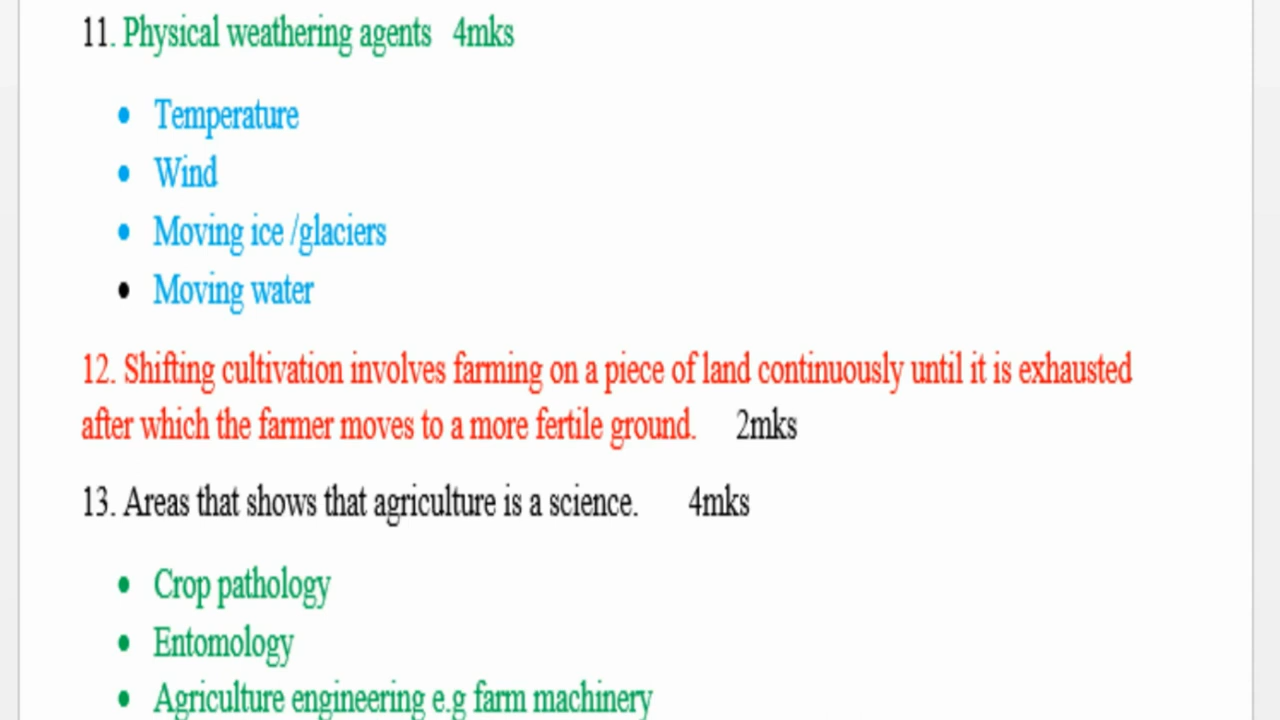 11. Physical weathering agents 4mks
• Temperature
• Wind
• Moving ice /glaciers
• Moving water
12. Shifting cultivation involves farming on a piece of land continuously until it is exhausted
after which the farmer moves to a more fertile ground. 2mks
13. Areas that shows that agriculture is a science. 4mks
• Crop pathology
• Entomology
• Agriculture engineering e.g farm machinery